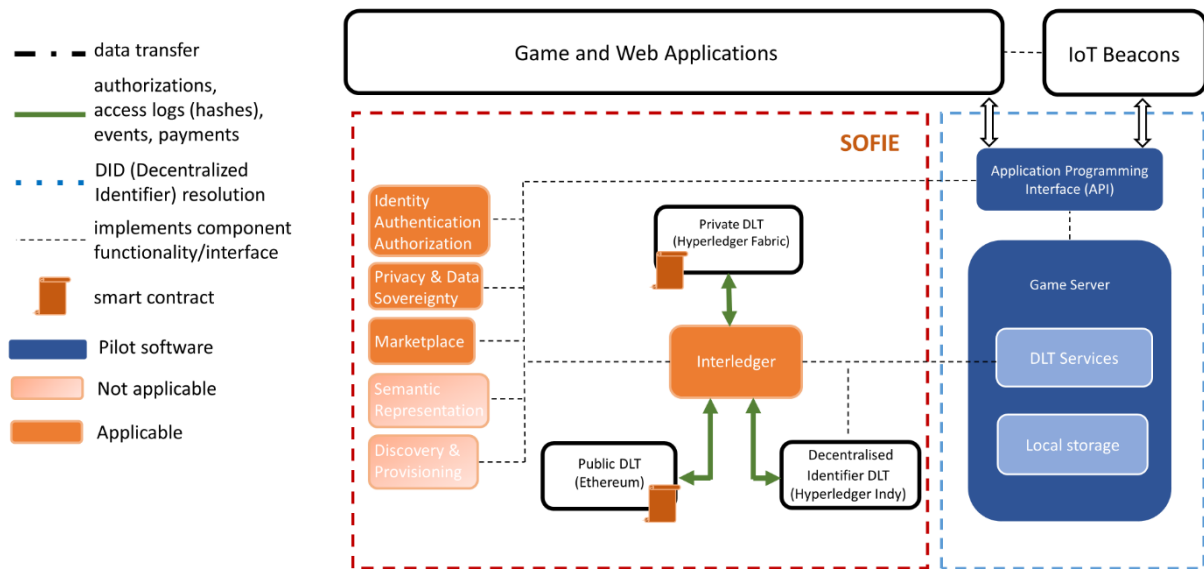 data transfer
authorizations,
access logs (hashes),
events, payments
DID (Decentralized
Identifier) resolution
implements component
functionality/interface
smart contract
Pilot software
Not applicable
Applicable
Game and Web Applications
IoT Beacons
SOFIE
Identity
Authentication
Authorization
Privacy & Data
Sovereignty
Marketplace
Semantic
Representation
Discovery &
Provisioning
Private DLT
(Hyperledger Fabric)
Interledger
Public DLT
(Ethereum)
Decentralised
Identifier DLT
(Hyperledger Indy)
Application Programming
Interface (API)
Game Server
DLT Services
Local storage